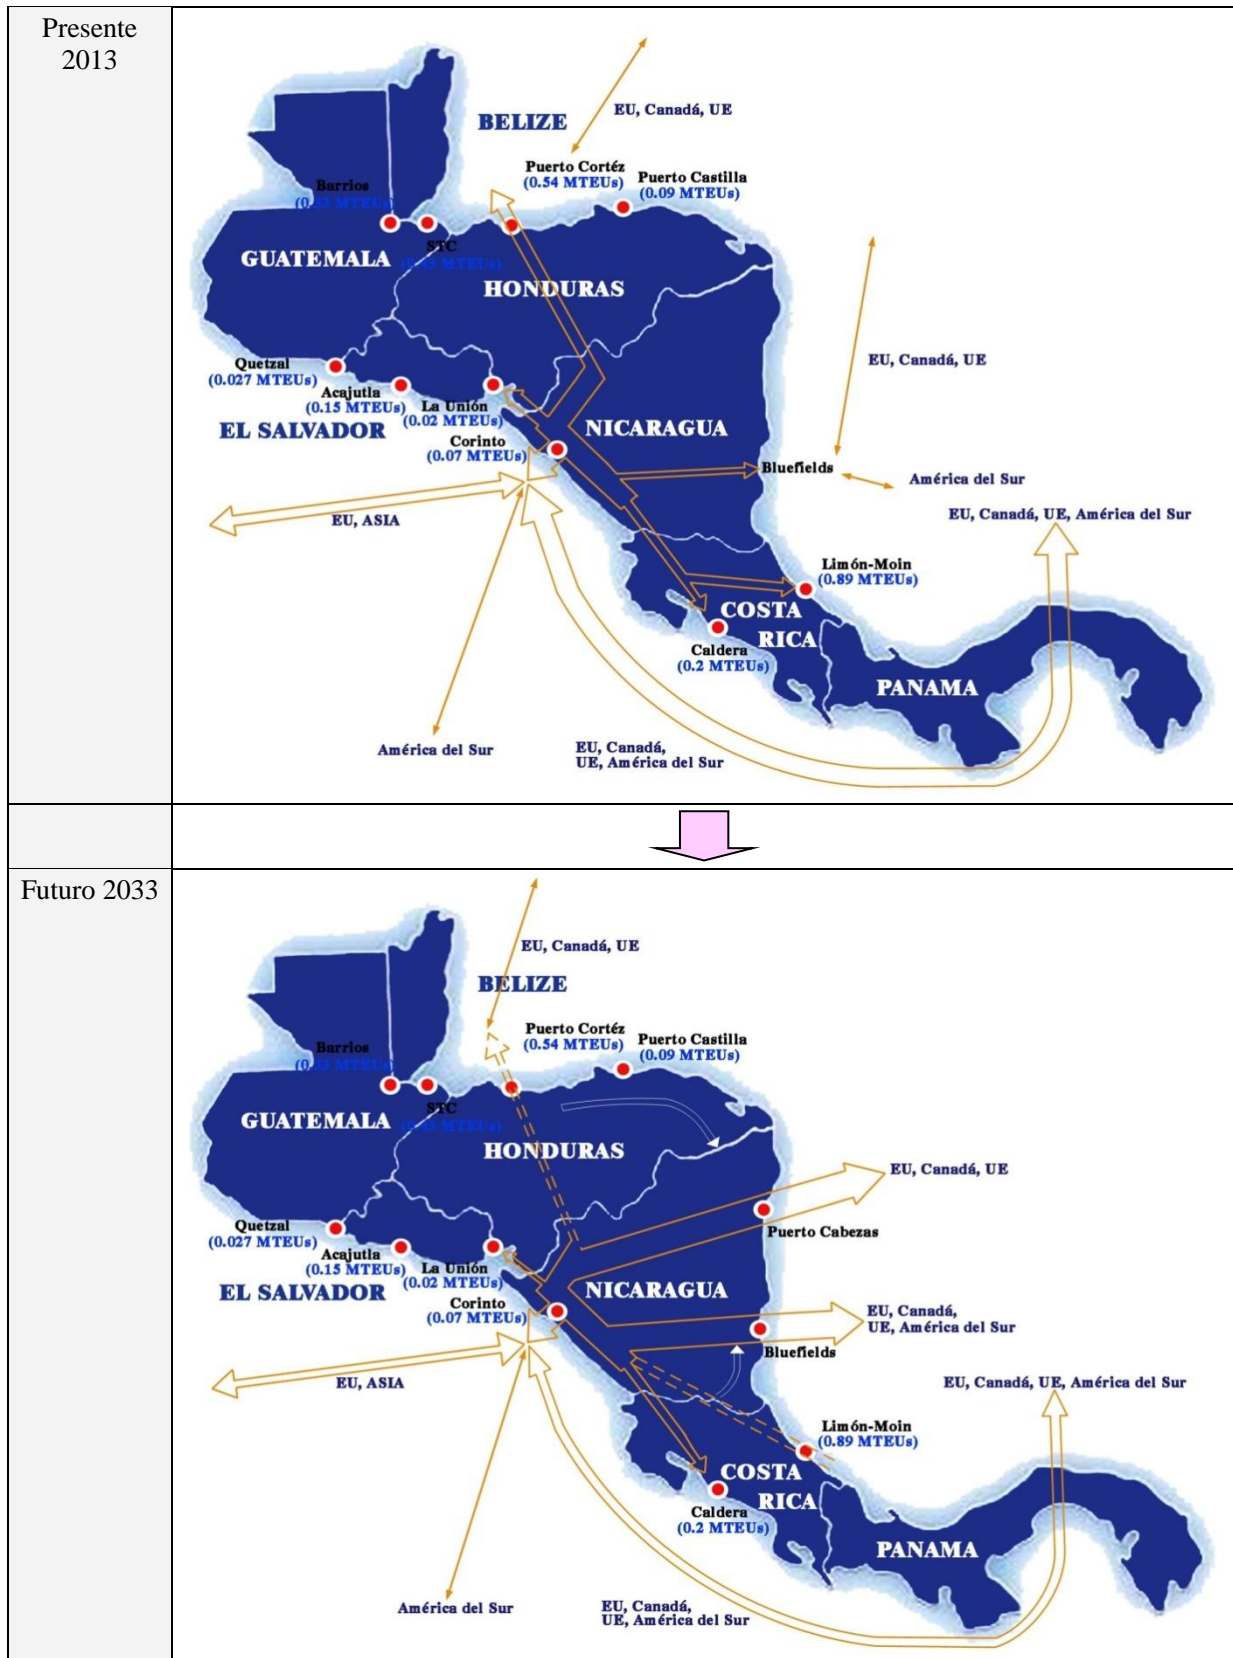 Presente
2013
EU, Canadá, UE
BELIZE
Puerto Cortéz
(0.54 MTEUs)
Puerto Castilla
(0.09 MTEUs)
Barrios
MTEUs)
STC
MTEUs)
GUATEMALA
HONDURAS
Quetzal
(0.027 MTEUs)
Acajutla
(0.15 MTEUs)
La Unión
(0.02 MTEUs)
EL SALVADOR
Corinto
(0.07 MTEUs)
NICARAGUA
EU, Canadá, UE
Bluefields
América del Sur
EU, ASIA
EU, Canadá, UE, América del Sur
Limón-Moin
(0.89 MTEUs)
COSTA
RICA
Caldera
(0.2 MTEUs)
PANAMA
América del Sur
EU, Canadá,
UE, América del Sur
Futuro 2033
EU, Canadá, UE
BELIZE
Puerto Cortéz
(0.54 MTEUs)
Puerto Castilla
(0.09 MTEUs)
Barrios
MTEUs)
STC
MTEUs)
GUATEMALA
HONDURAS
EU, Canadá, UE
Puerto Cabezas
Quetzal
(0.027 MTEUs)
Acajutla
(0.15 MTEUs)
La Unión
(0.02 MTEUs)
EL SALVADOR
Corinto
(0.07 MTEUs)
NICARAGUA
EU, Canadá,
UE, América del Sur
Bluefields
EU, ASIA
EU, Canadá, UE, América del Sur
Limón-Moin
(0.89 MTEUs)
COSTA
RICA
Caldera
(0.2 MTEUs)
PANAMA
América del Sur
EU, Canadá,
UE, América del Sur